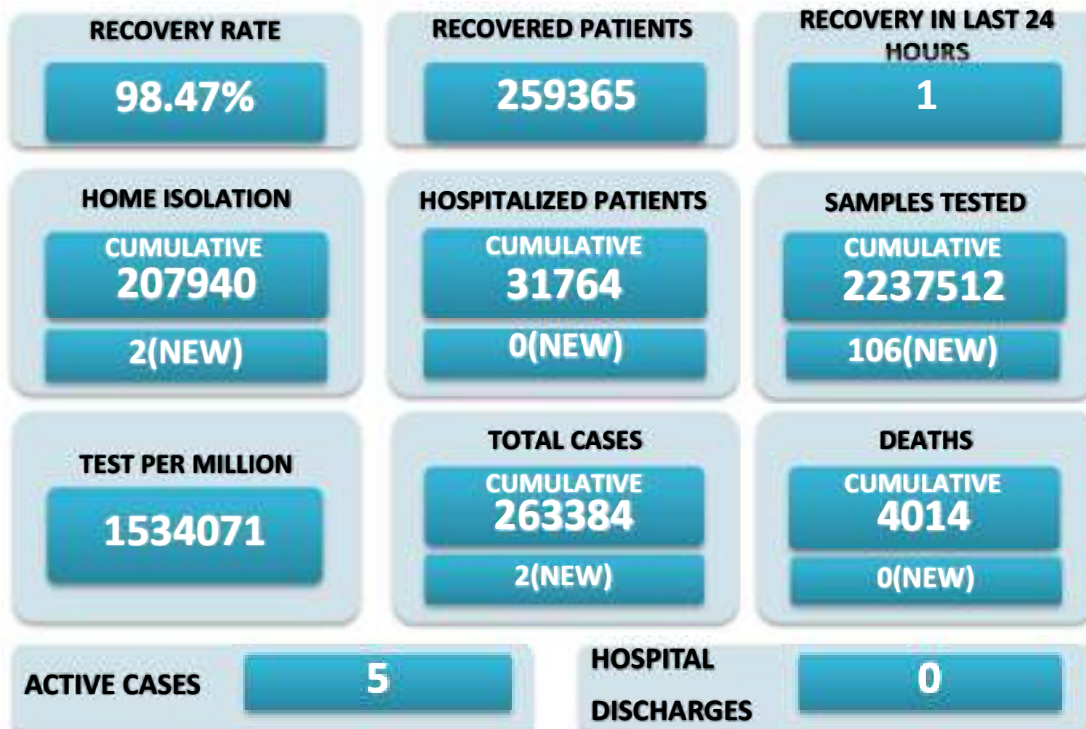 RECOVERY RATE
98.47%
RECOVERED PATIENTS
259365
RECOVERY IN LAST 24
HOURS
1
HOME ISOLATION
CUMULATIVE
207940
2(NEW)
HOSPITALIZED PATIENTS
CUMULATIVE
31764
0(NEW)
SAMPLES TESTED
CUMULATIVE
2237512
106(NEW)
TEST PER MILLION
1534071
TOTAL CASES
CUMULATIVE
263384
2(NEW)
DEATHS
CUMULATIVE
4014
0(NEW)
ACTIVE CASES
5
HOSPITAL
DISCHARGES
0